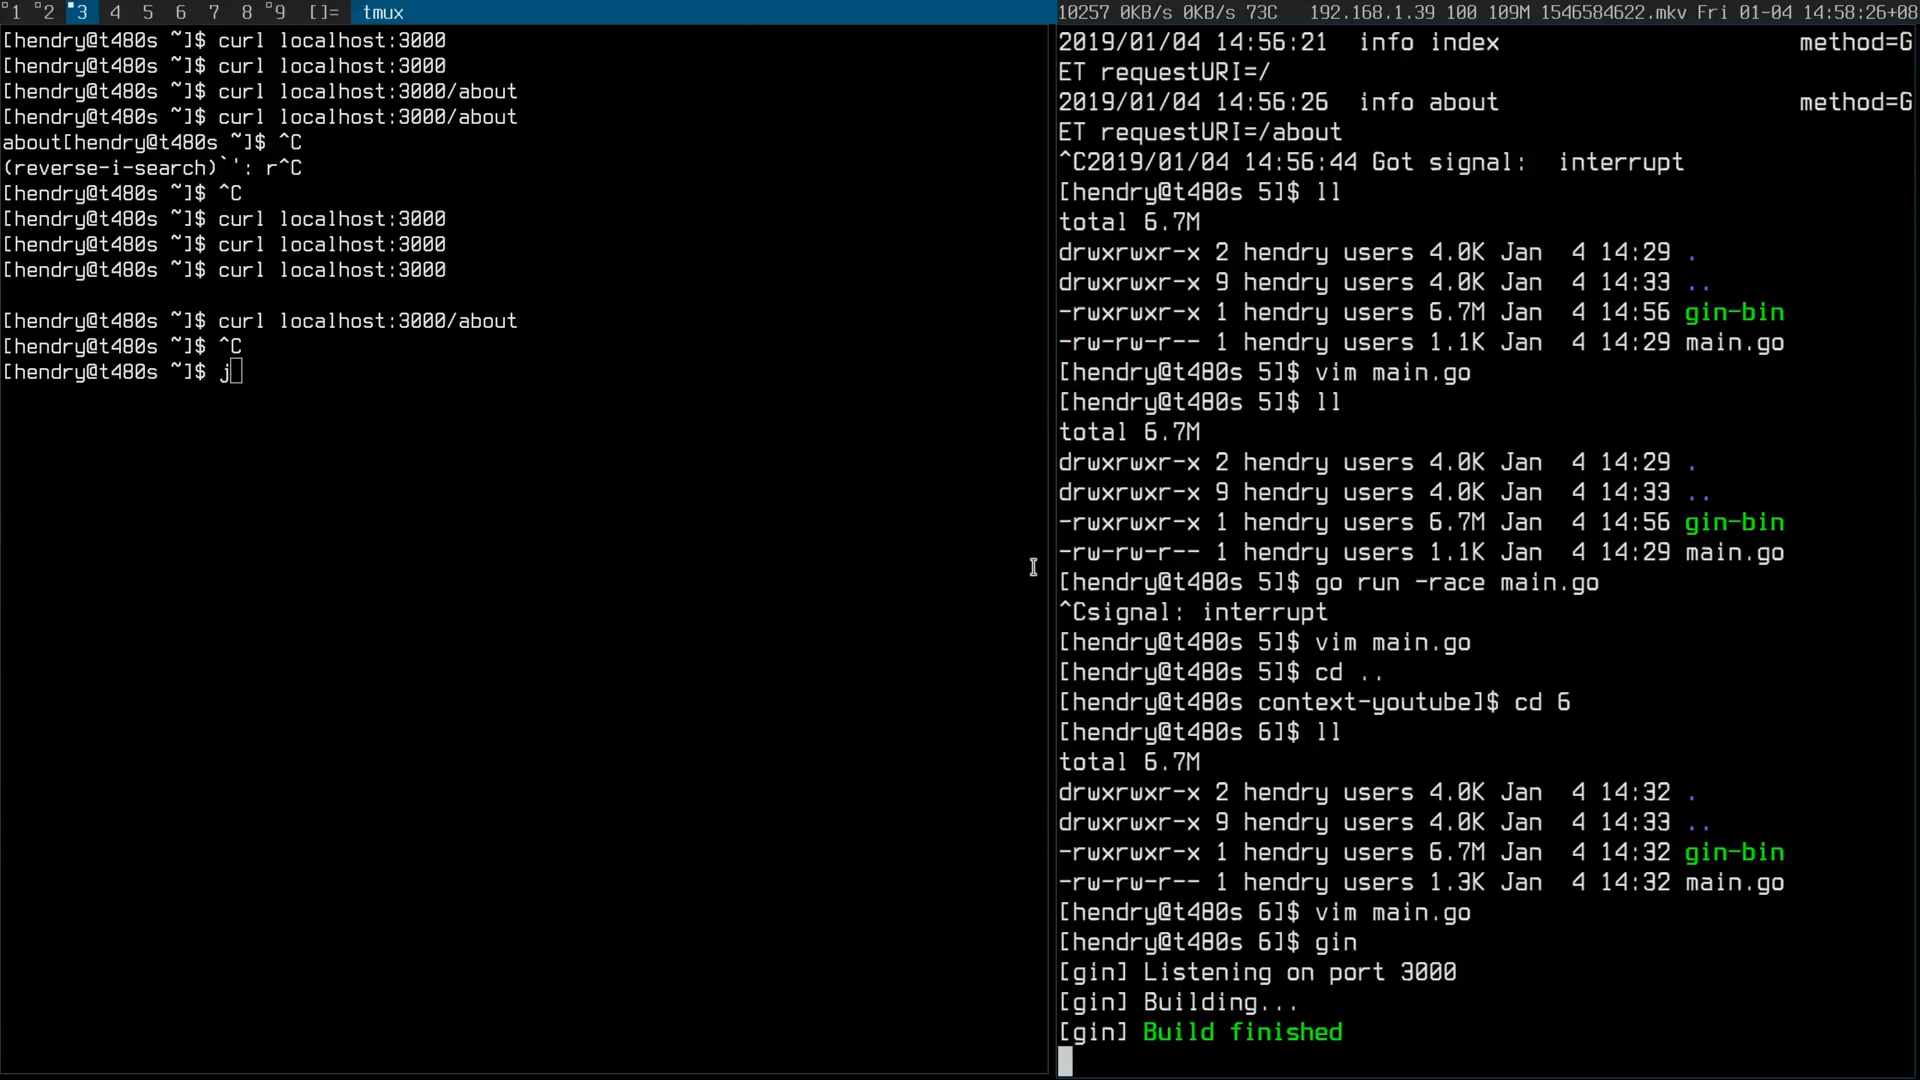 1 2 3 4 5 6 7 8 9 []= tmux
10257 0KB/s 0KB/s 73C 192.168.1.39 100 109M 1546584622.mkv Fri 01-04 14:58:26+08
[hendry@t480s ~]$ curl localhost:3000
[hendry@t480s ~]$ curl localhost:3000
[hendry@t480s ~]$ curl localhost:3000/about
[hendry@t480s ~]$ curl localhost:3000/about
about[hendry@t480s ~]$ ^C
(reverse-i-search)`': r^C
[hendry@t480s ~]$ ^C
[hendry@t480s ~]$ curl localhost:3000
[hendry@t480s ~]$ curl localhost:3000
[hendry@t480s ~]$ curl localhost:3000
[hendry@t480s ~]$ curl localhost:3000/about
[hendry@t480s ~]$ ^C
[hendry@t480s ~]$ j
2019/01/04 14:56:21 info index method=G
ET requestURI=/
2019/01/04 14:56:26 info about method=G
ET requestURI=/about
^C2019/01/04 14:56:44 Got signal: interrupt
[hendry@t480s 5]$ ll
total 6.7M
drwxrwxr-x 2 hendry users 4.0K Jan 4 14:29 .
drwxrwxr-x 9 hendry users 4.0K Jan 4 14:33 ..
-rwxrwxr-x 1 hendry users 6.7M Jan 4 14:56 gin-bin
-rw-rw-r-- 1 hendry users 1.1K Jan 4 14:29 main.go
[hendry@t480s 5]$ vim main.go
[hendry@t480s 5]$ ll
total 6.7M
drwxrwxr-x 2 hendry users 4.0K Jan 4 14:29 .
drwxrwxr-x 9 hendry users 4.0K Jan 4 14:33 ..
-rwxrwxr-x 1 hendry users 6.7M Jan 4 14:56 gin-bin
-rw-rw-r-- 1 hendry users 1.1K Jan 4 14:29 main.go
[hendry@t480s 5]$ go run -race main.go
^Csignal: interrupt
[hendry@t480s 5]$ vim main.go
[hendry@t480s 5]$ cd ..
[hendry@t480s context-youtube]$ cd 6
[hendry@t480s 6]$ ll
total 6.7M
drwxrwxr-x 2 hendry users 4.0K Jan 4 14:32 .
drwxrwxr-x 9 hendry users 4.0K Jan 4 14:33 ..
-rwxrwxr-x 1 hendry users 6.7M Jan 4 14:32 gin-bin
-rw-rw-r-- 1 hendry users 1.3K Jan 4 14:32 main.go
[hendry@t480s 6]$ vim main.go
[hendry@t480s 6]$ gin
[gin] Listening on port 3000
[gin] Building...
[gin] Build finished